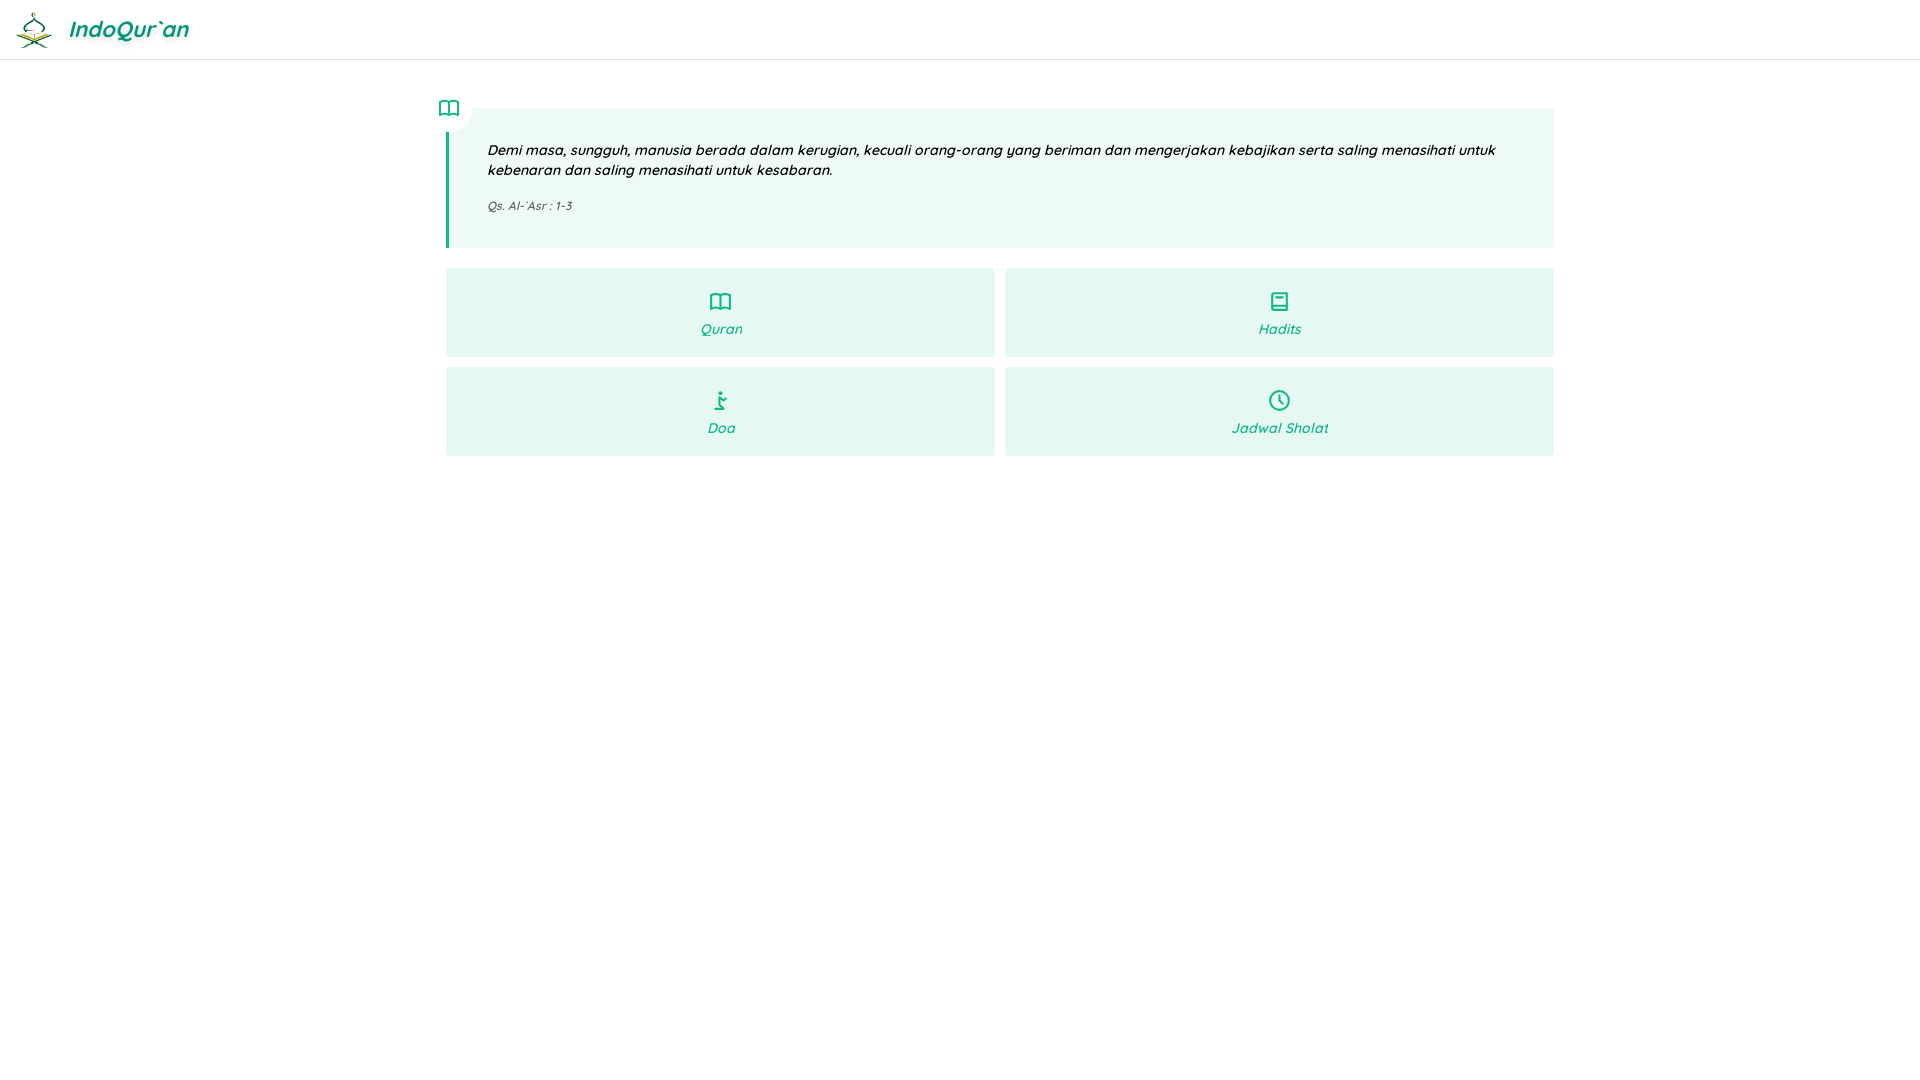 IndoQur`an
Demi masa, sungguh, manusia berada dalam kerugian, kecuali orang-orang yang beriman dan mengerjakan kebajikan serta saling menasihati untuk
kebenaran dan saling menasihati untuk kesabaran.
Qs. Al-`Asr : 1-3
Quran
Hadits
Doa
Jadwal Sholat